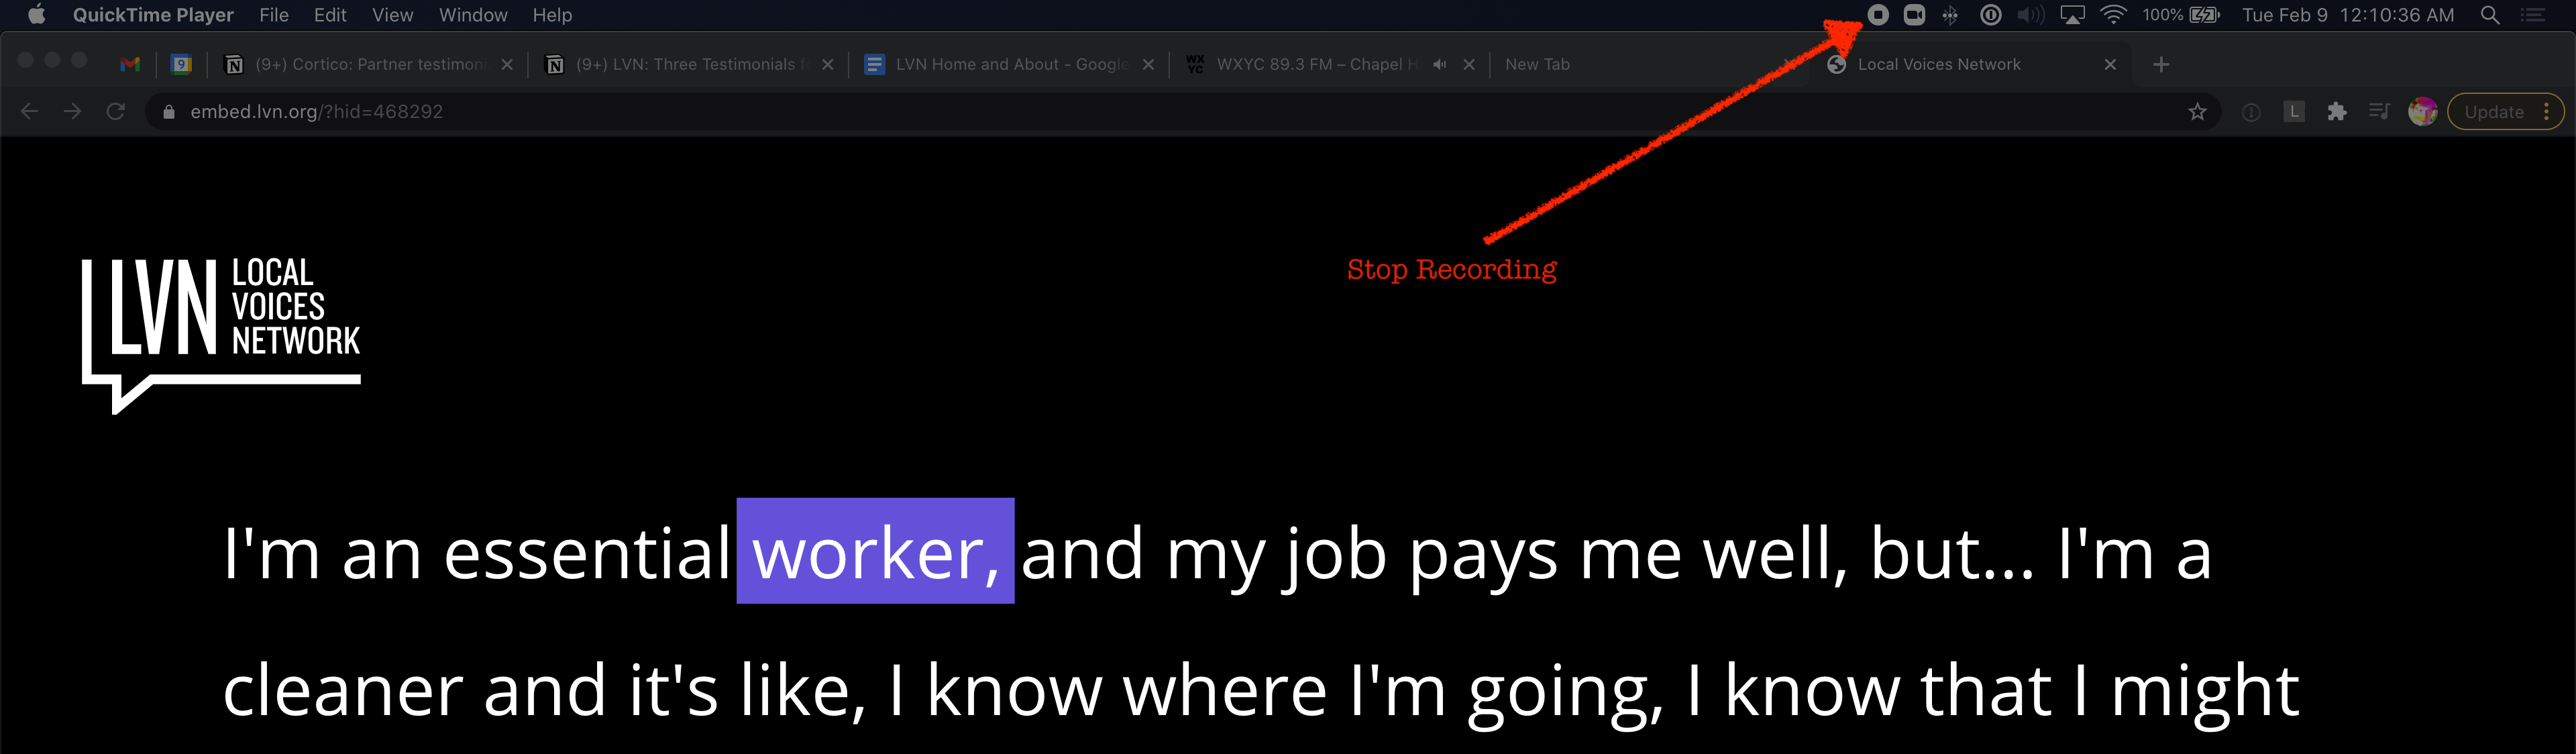 QuickTime Player File Edit View Window Help 100% Tue Feb 9 12:10:36 AM
9 (9+) Cortico: Partner testimoni (9+) LVN: Three Testimonials f LVN Home and About - Google WX YC WXYC 89.3 FM – Chapel H New Tab Local Voices Network
embed.lvn.org/?hid=468292 L Update
Stop Recording
LVN LOCAL
VOICES
NETWORK
I'm an essential worker, and my job pays me well, but... I'm a
cleaner and it's like, I know where I'm going, I know that I might